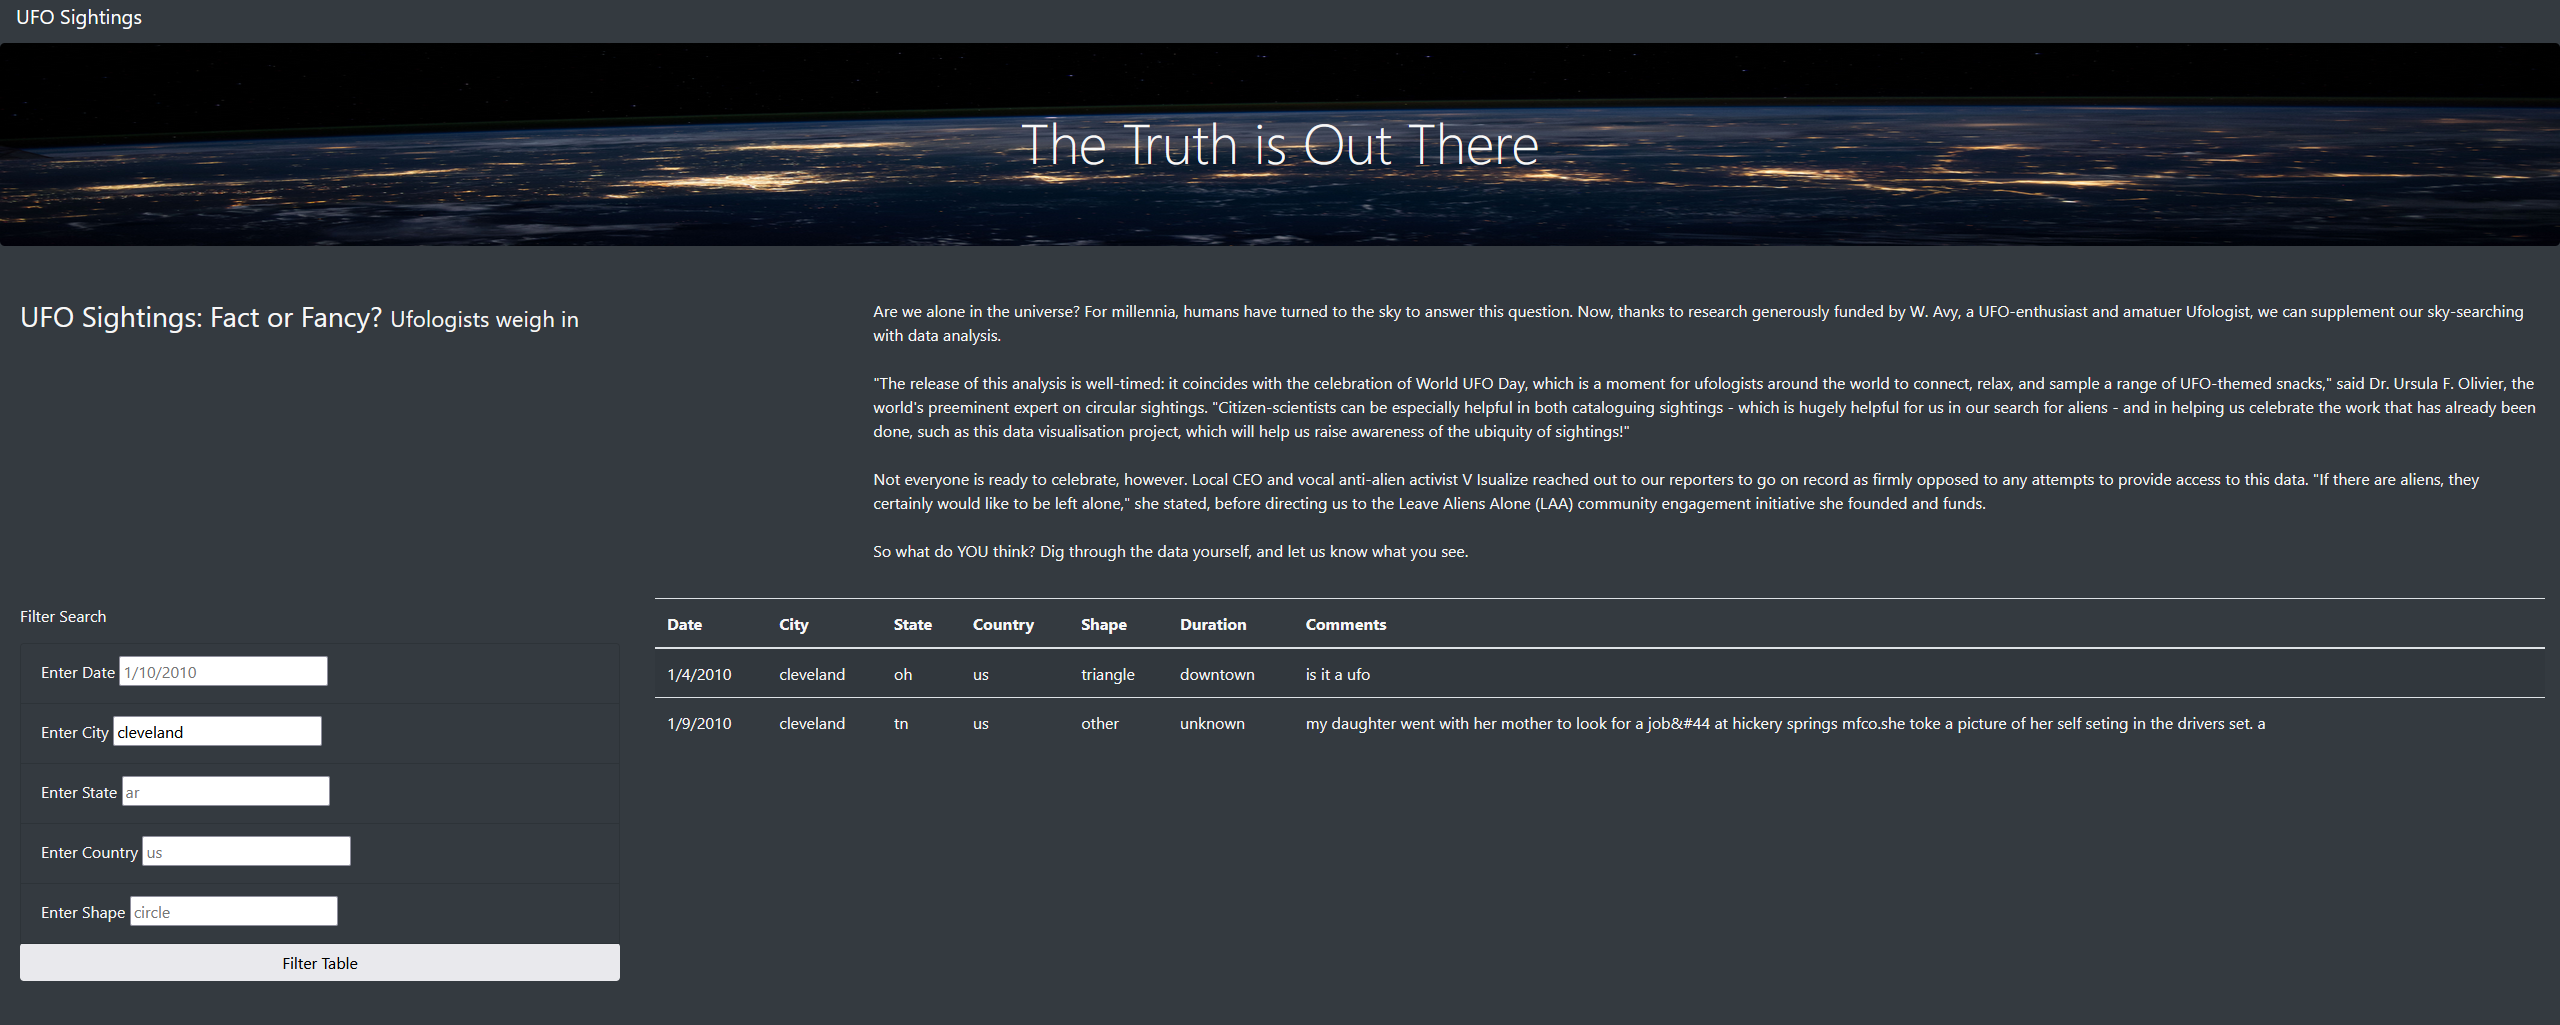 UFO Sightings
The Truth is Out There
UFO Sightings: Fact or Fancy? Ufologists weigh in
Are we alone in the universe? For millennia, humans have turned to the sky to answer this question. Now, thanks to research generously funded by W. Avy, a UFO-enthusiast and amatuer Ufologist, we can supplement our sky-searching
with data analysis.
"The release of this analysis is well-timed: it coincides with the celebration of World UFO Day, which is a moment for ufologists around the world to connect, relax, and sample a range of UFO-themed snacks," said Dr. Ursula F. Olivier, the
world's preeminent expert on circular sightings. "Citizen-scientists can be especially helpful in both cataloguing sightings - which is hugely helpful for us in our search for aliens - and in helping us celebrate the work that has already been
done, such as this data visualisation project, which will help us raise awareness of the ubiquity of sightings!"
Not everyone is ready to celebrate, however. Local CEO and vocal anti-alien activist V Isualize reached out to our reporters to go on record as firmly opposed to any attempts to provide access to this data. "If there are aliens, they
certainly would like to be left alone," she stated, before directing us to the Leave Aliens Alone (LAA) community engagement initiative she founded and funds.
So what do YOU think? Dig through the data yourself, and let us know what you see.
Filter Search
Enter Date 1/10/2010
Enter City cleveland
Enter State ar
Enter Country us
Enter Shape circle
Filter Table
Date City State Country Shape Duration Comments
1/4/2010 cleveland oh us triangle downtown is it a ufo
1/9/2010 cleveland tn us other unknown my daughter went with her mother to look for a job&#44 at hickery springs mfco.she toke a picture of her self seting in the drivers set. a